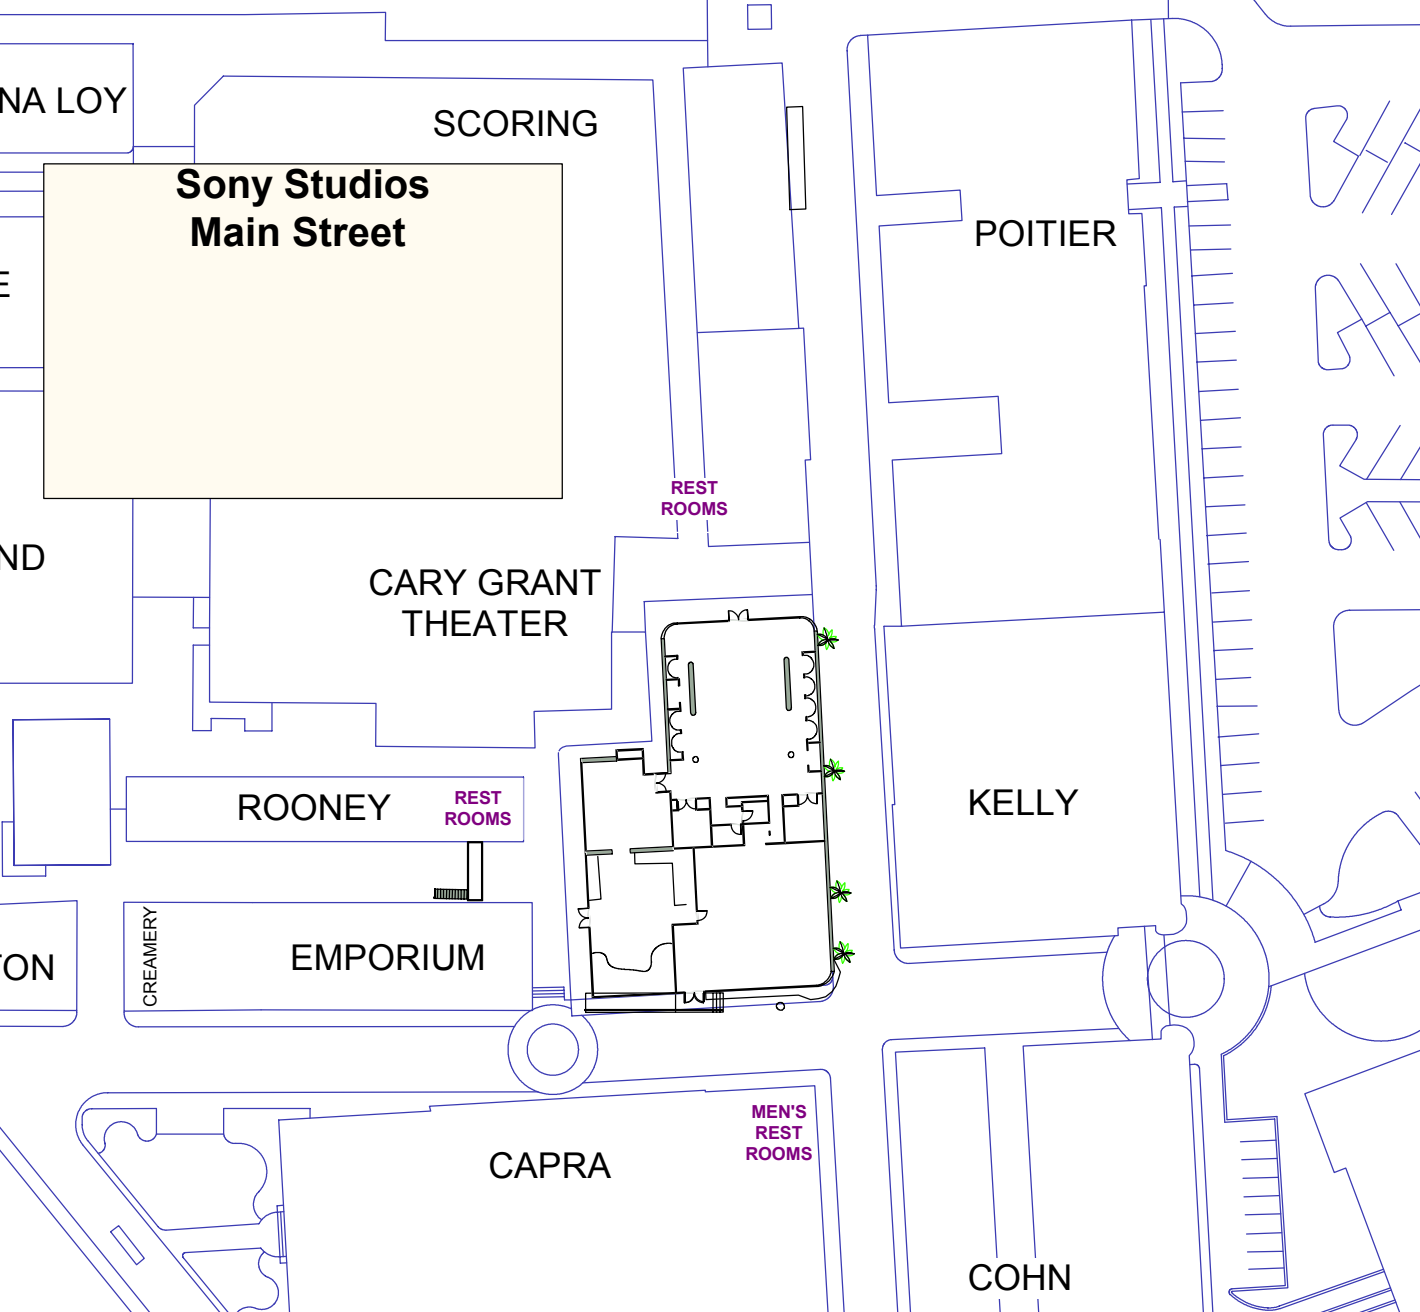 NA LOY
SCORING
Sony Studios
Main Street
POITIER
E
REST
ROOMS
ND
CARY GRANT
THEATER
ROONEY
REST
ROOMS
KELLY
CREAMERY
EMPORIUM
TON
MEN'S
REST
ROOMS
CAPRA
COHN